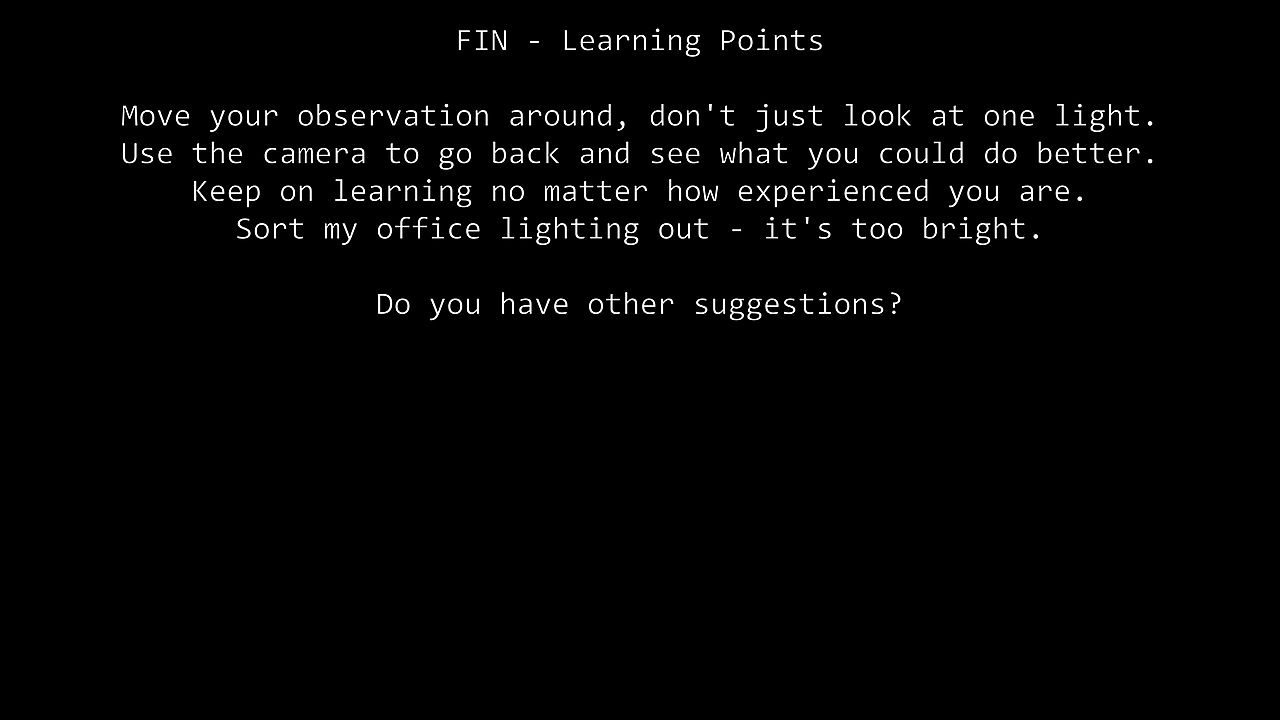 FIN - Learning Points
Move your observation around, don't just look at one light.
Use the camera to go back and see what you could do better.
Keep on learning no matter how experienced you are.
Sort my office lighting out - it's too bright.
Do you have other suggestions?